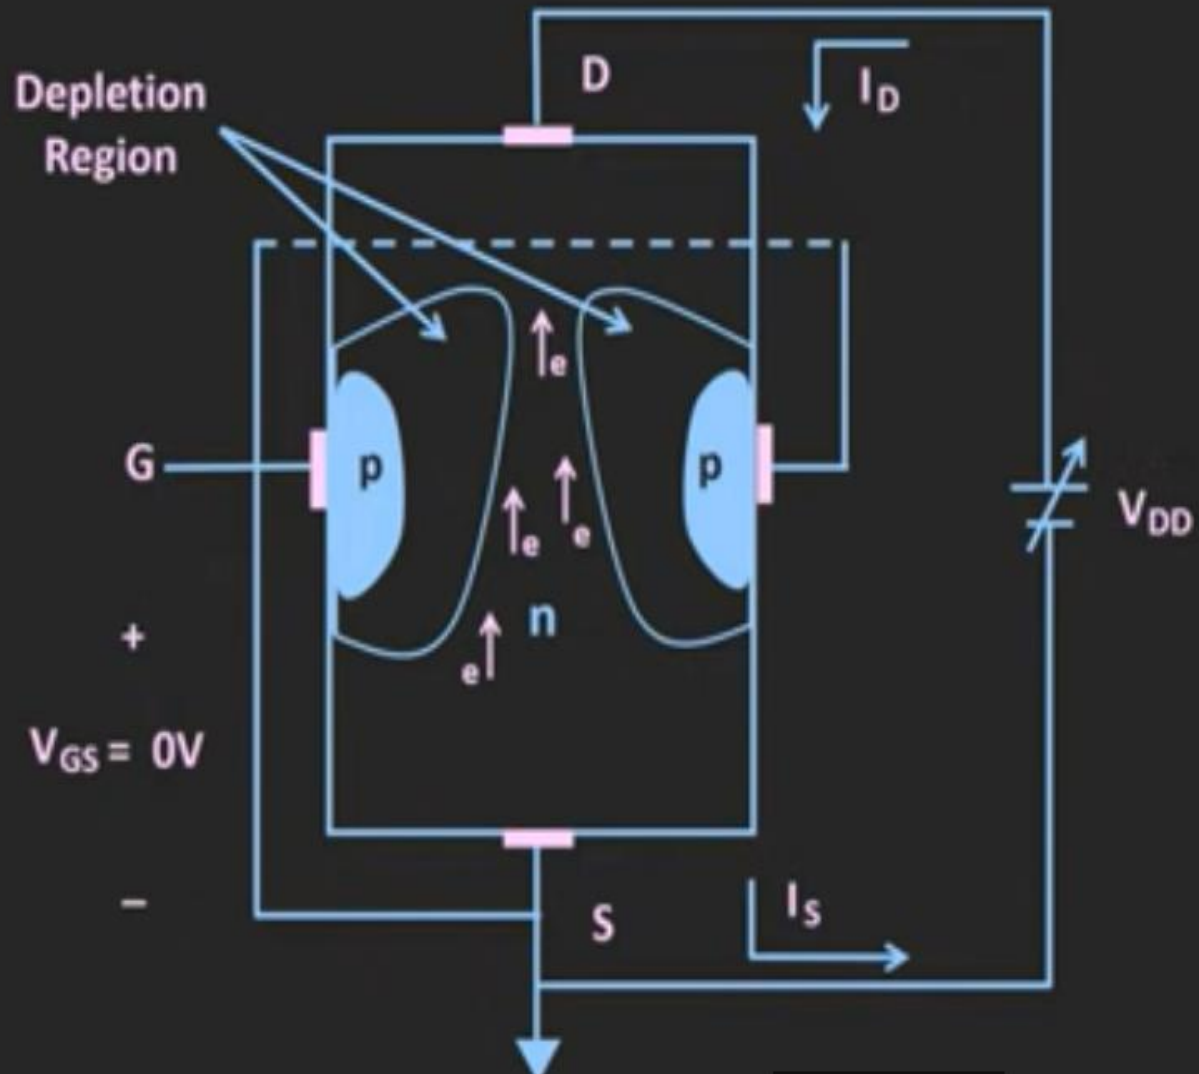 D
I_D
Depletion
Region
e
G
p
p
e
e
V_DD
n
+
e
V_GS = 0V
−
S
I_S